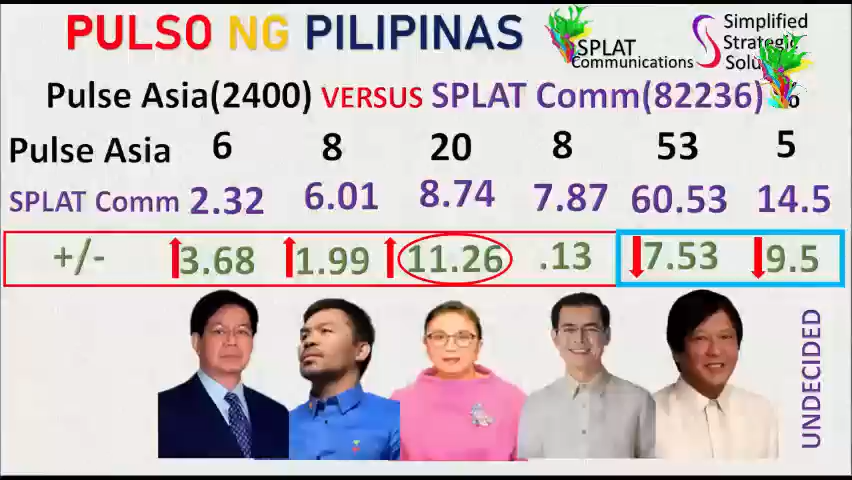 PULSO NG PILIPINAS
SPLAT
Communications
Simplified
Strategic
Solu
Pulse Asia(2400) VERSUS SPLAT Comm(82236) %
Pulse Asia 6 8 20 8 53 5
SPLAT Comm 2.32 6.01 8.74 7.87 60.53 14.5
+/- 3.68 1.99 11.26 .13 7.53 9.5
UNDECIDED